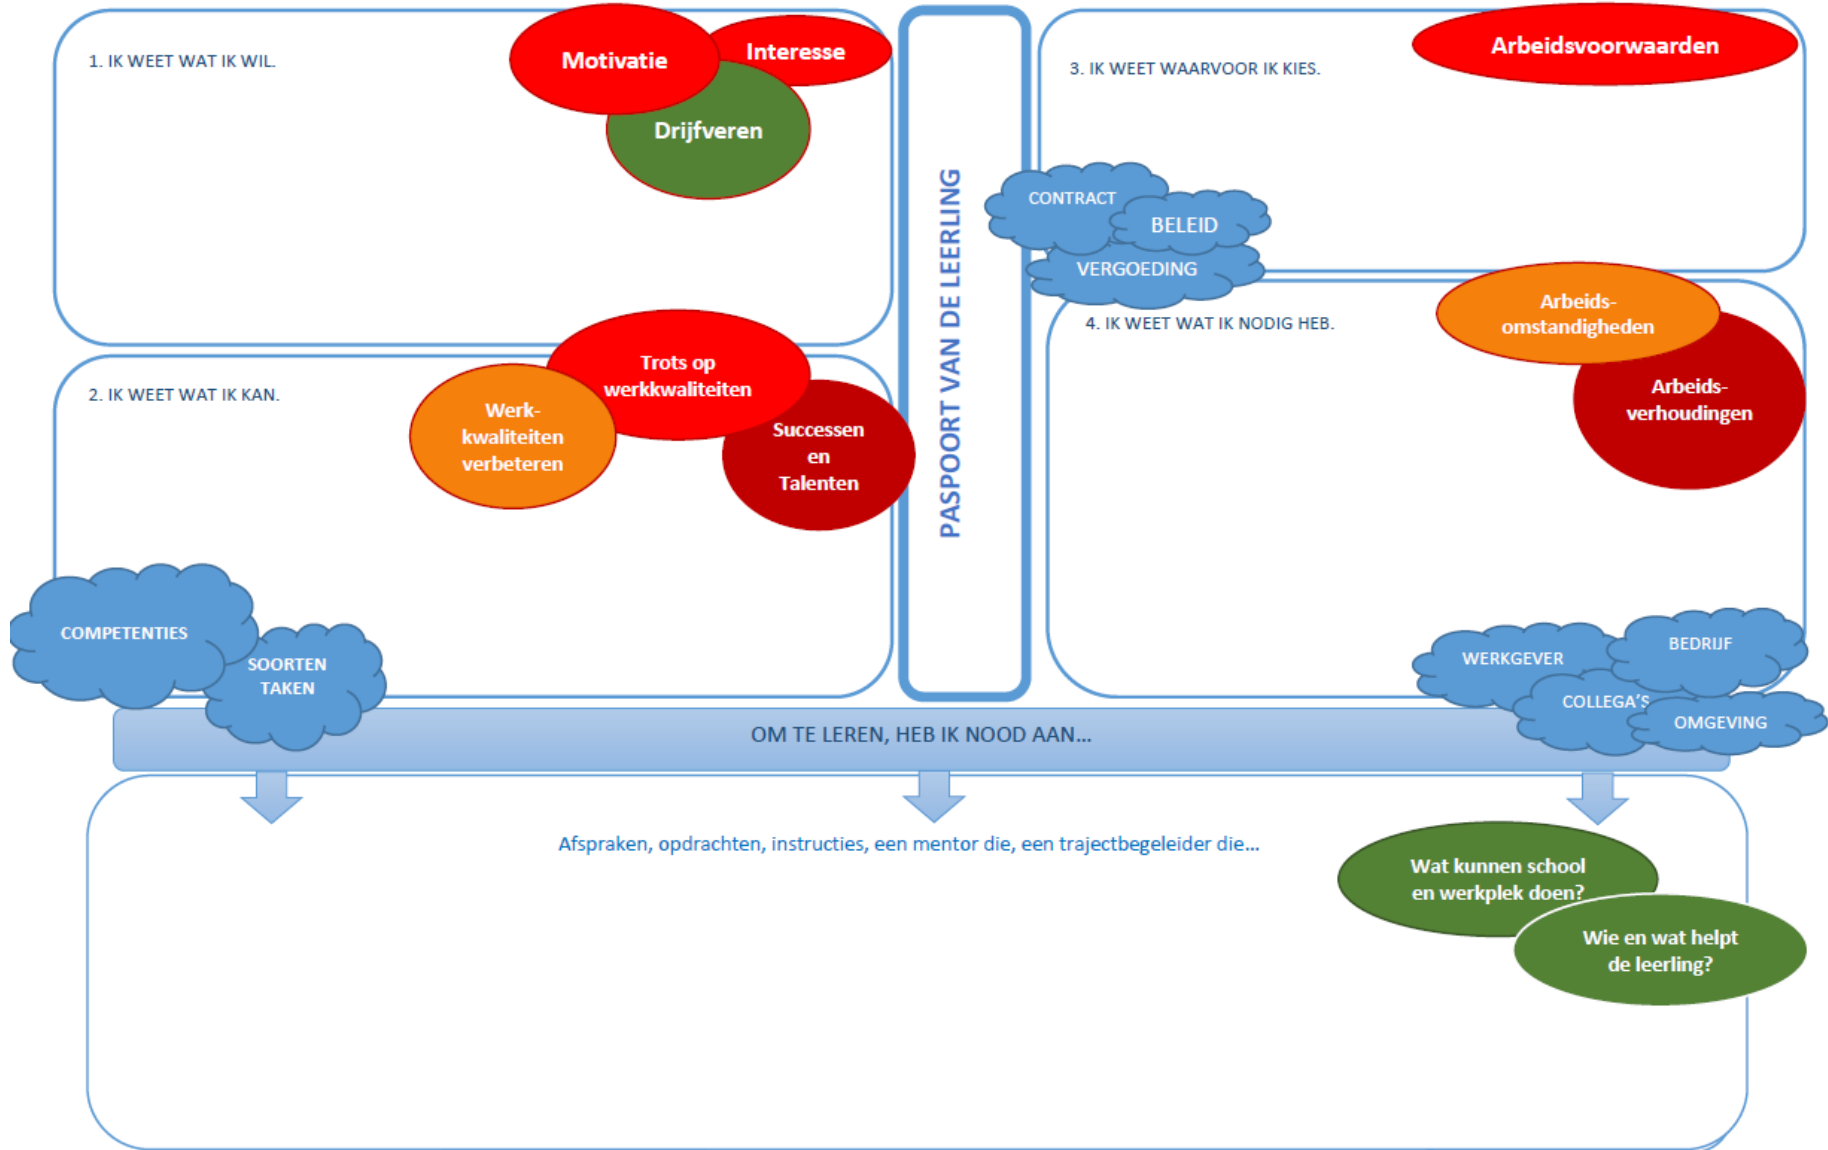 1. IK WEET WAT IK WIL.
Motivatie
Interesse
Drijfveren
2. IK WEET WAT IK KAN.
Trots op
werkkwaliteiten
Werk-
kwaliteiten
verbeteren
Successen
en
Talenten
COMPETENTIES
SOORTEN
TAKEN
PASPOORT VAN DE LEERLING
3. IK WEET WAARVOOR IK KIES.
Arbeidsvoorwaarden
CONTRACT
BELEID
VERGOEDING
4. IK WEET WAT IK NODIG HEB.
Arbeids-
omstandigheden
Arbeids-
verhoudingen
WERKGEVER
BEDRIJF
COLLEGA'S
OMGEVING
OM TE LEREN, HEB IK NOOD AAN...
Afspraken, opdrachten, instructies, een mentor die, een trajectbegeleider die...
Wat kunnen school
en werkplek doen?
Wie en wat helpt
de leerling?